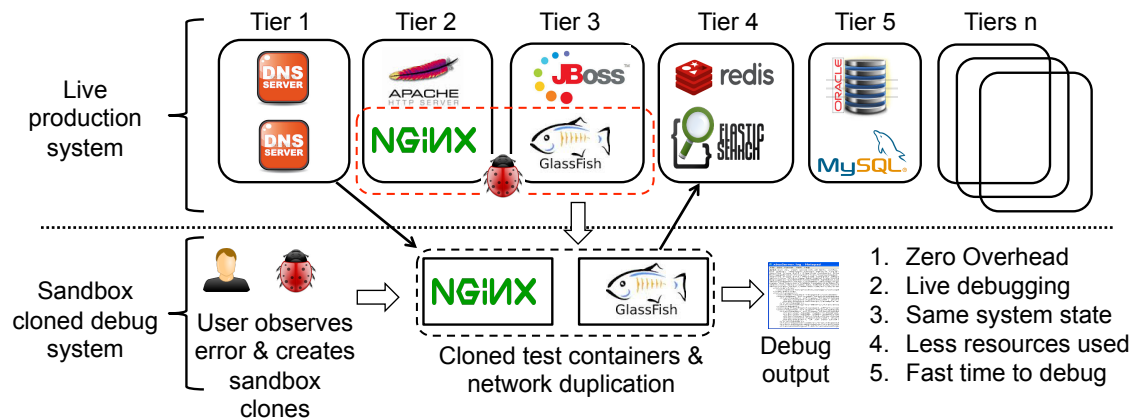 Tier 1
Tier 2
Tier 3
Tier 4
Tier 5
Tiers n
Live
production
system
DNS
SERVER
DNS
SERVER
APACHE
HTTP SERVER
NGINX
JBoss
GlassFish
redis
ELASTIC
SEARCH
ORACLE
MySQL
Sandbox
cloned debug
system
User observes
error & creates
sandbox
clones
NGINX
GlassFish
Cloned test containers &
network duplication
Debug
output
1. Zero Overhead
2. Live debugging
3. Same system state
4. Less resources used
5. Fast time to debug